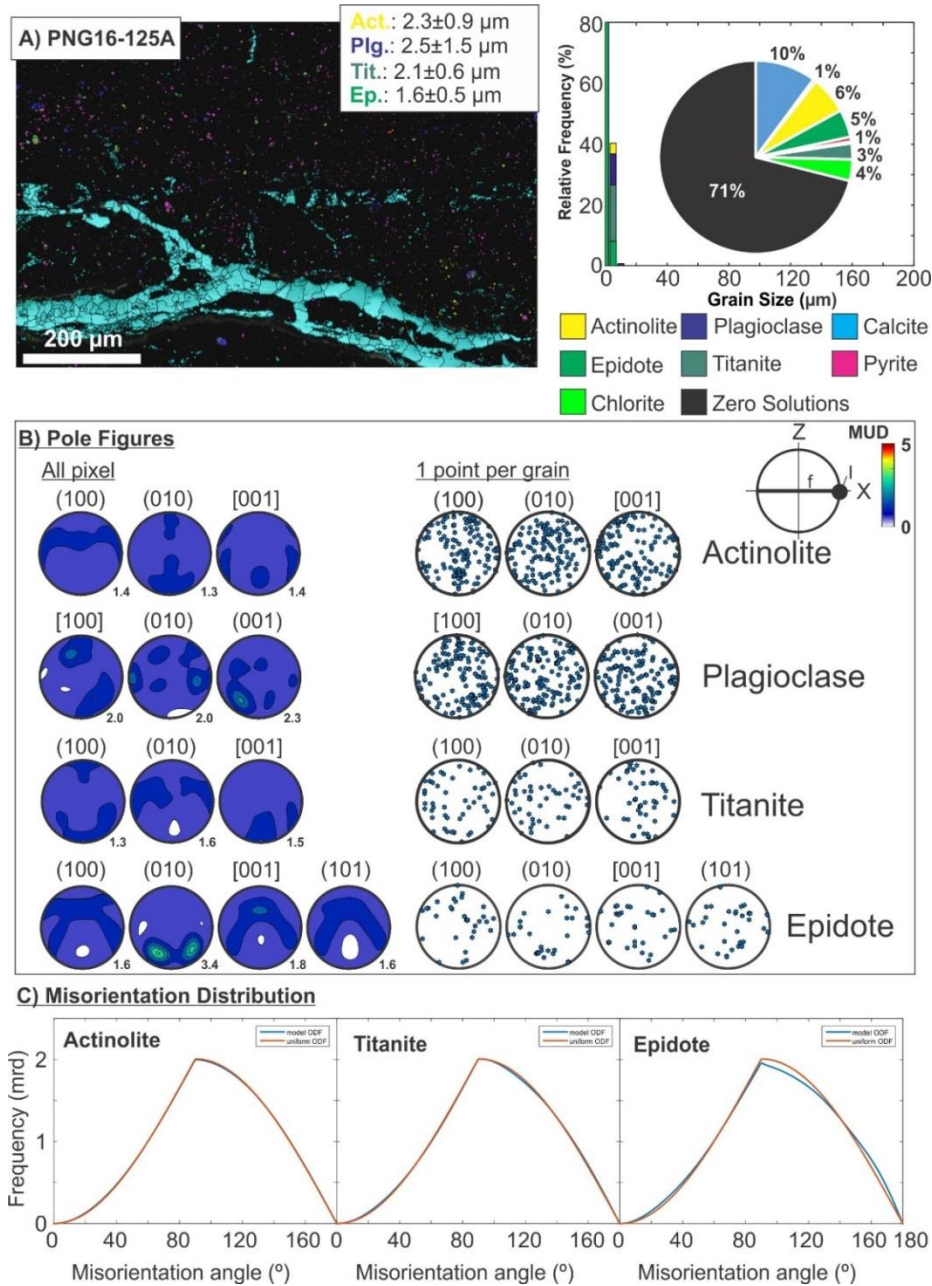 A) PNG16-125A
Act.: 2.3±0.9 µm
Plg.: 2.5±1.5 µm
Tit.: 2.1±0.6 µm
Ep.: 1.6±0.5 µm
200 µm
Relative Frequency (%)
80
60
40
20
0
10%
1%
6%
5%
1%
3%
4%
71%
0 40 80 120 160 200
Grain Size (µm)
Actinolite Plagioclase Calcite
Epidote Titanite Pyrite
Chlorite Zero Solutions
B) Pole Figures
All pixel
1 point per grain
Z
X
f
l
MUD
5
0
(100) (010) [001] (100) (010) [001]
1.4 1.3 1.4
Actinolite
[100] (010) (001) [100] (010) (001)
2.0 2.0 2.3
Plagioclase
(100) (010) [001] (100) (010) [001]
1.3 1.6 1.5
Titanite
(100) (010) [001] (101) (100) (010) [001] (101)
1.6 3.4 1.8 1.6
Epidote
C) Misorientation Distribution
Frequency (mrd)
2
1
0
Actinolite
model ODF
uniform ODF
Titanite
model ODF
uniform ODF
Epidote
model ODF
uniform ODF
0 40 80 120 160 0 40 80 120 160 0 40 80 120 160 180
Misorientation angle (º) Misorientation angle (º) Misorientation angle (º)